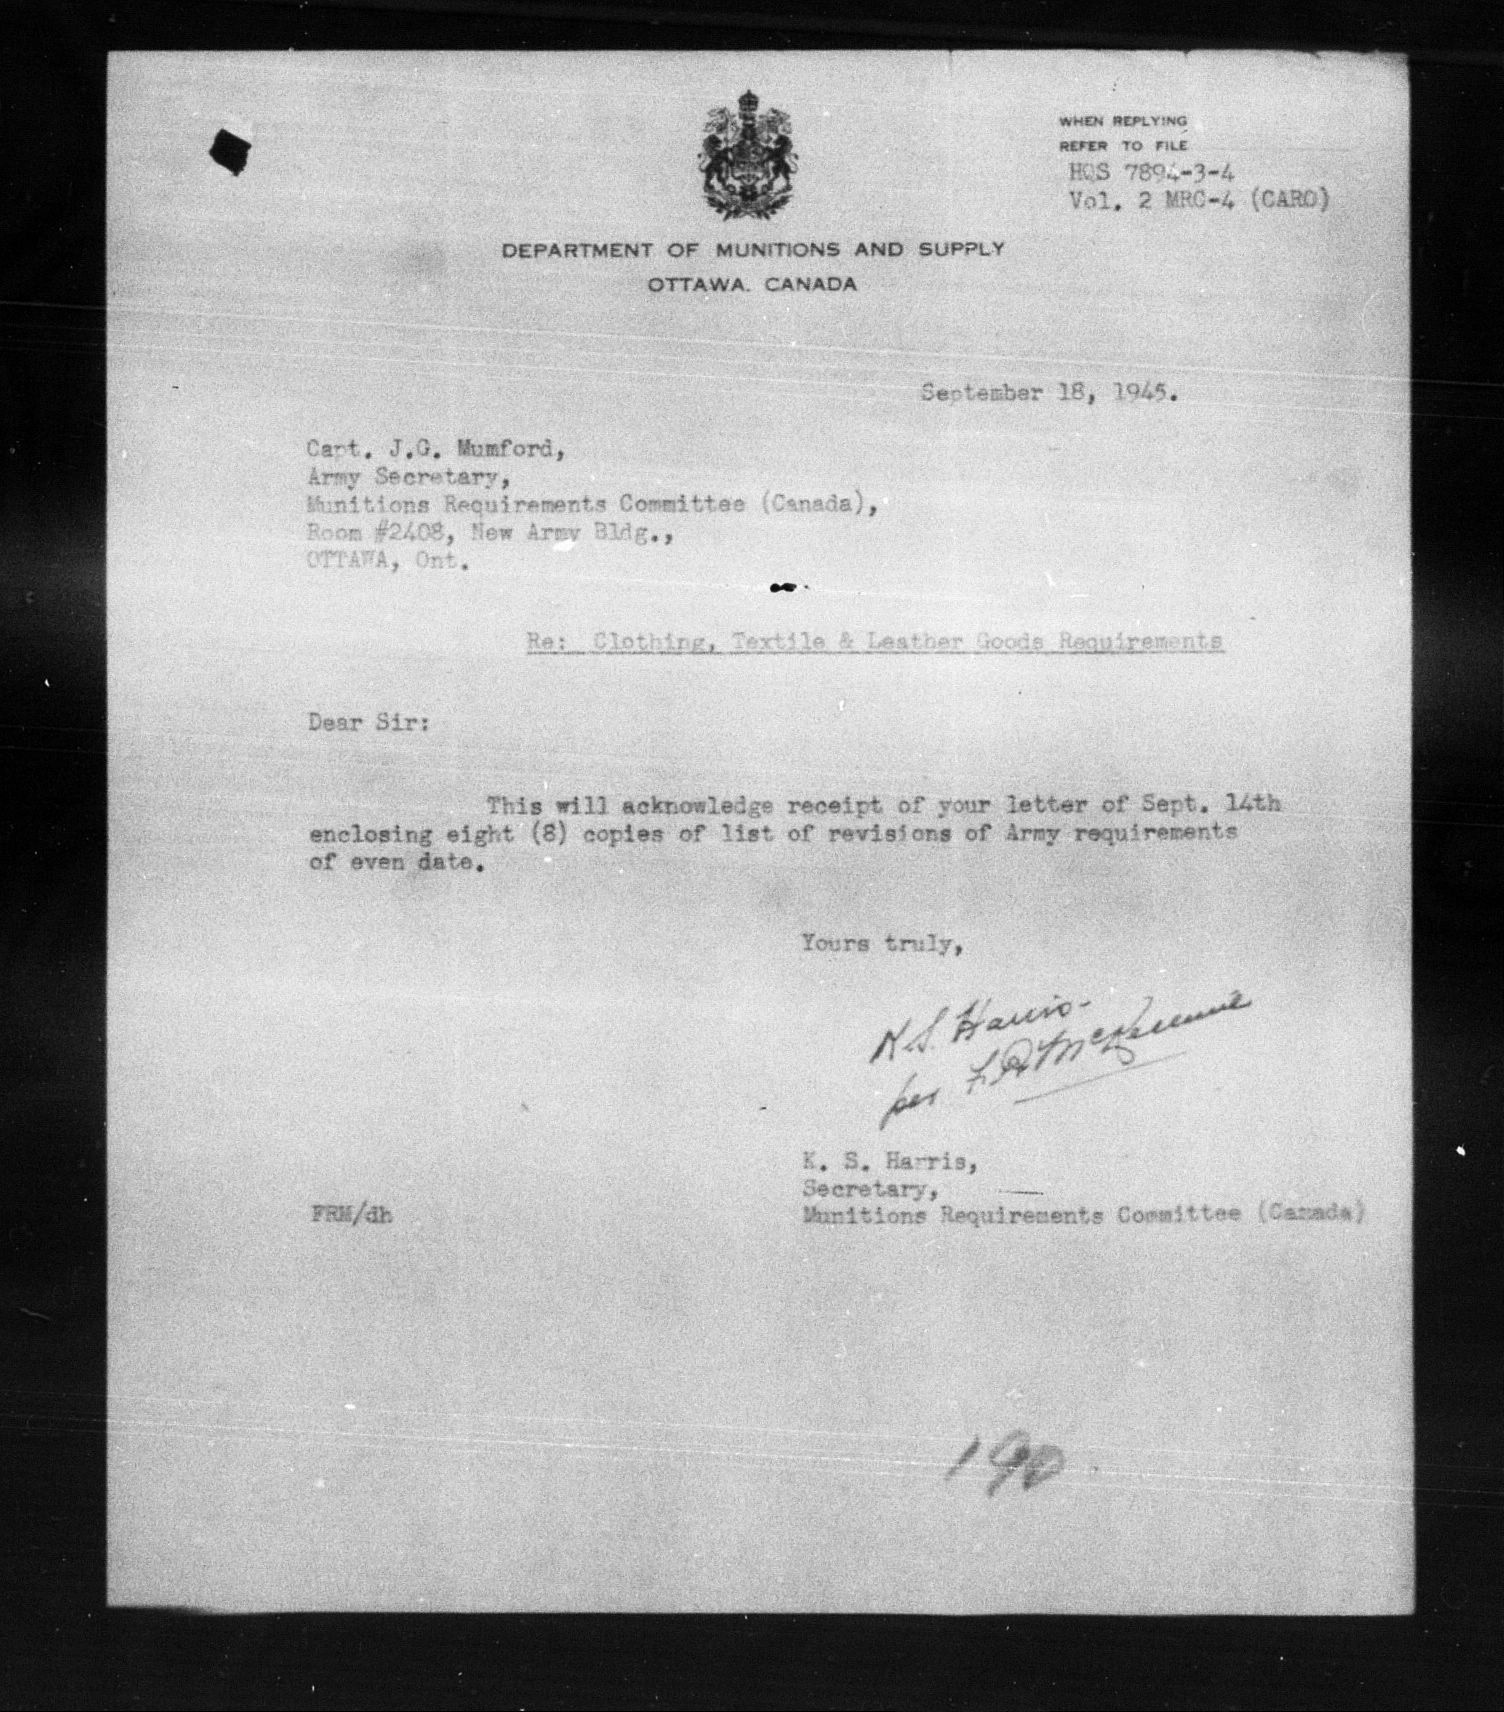 WHEN REPLYING
REFER TO FILE
HQS 7894-3-4
Vol. 2 MRC-4 (CARO)
DEPARTMENT OF MUNITIONS AND SUPPLY
OTTAWA. CANADA
September 18, 1945.
Capt. J.G. Mumford,
Army Secretary,
Munitions Requirements Committee (Canada),
Room #2408, New Army Bldg.,
OTTAWA, Ont.
Re: Clothing, Textile & Leather Goods Requirements
Dear Sir:
This will acknowledge receipt of your letter of Sept. 14th
enclosing eight (8) copies of list of revisions of Army requirements
of even date.
Yours truly,
K.S. Harris-
per F R McKenzie
K. S. Harris,
Secretary,
FRM/dh
Munitions Requirements Committee (Canada)
190